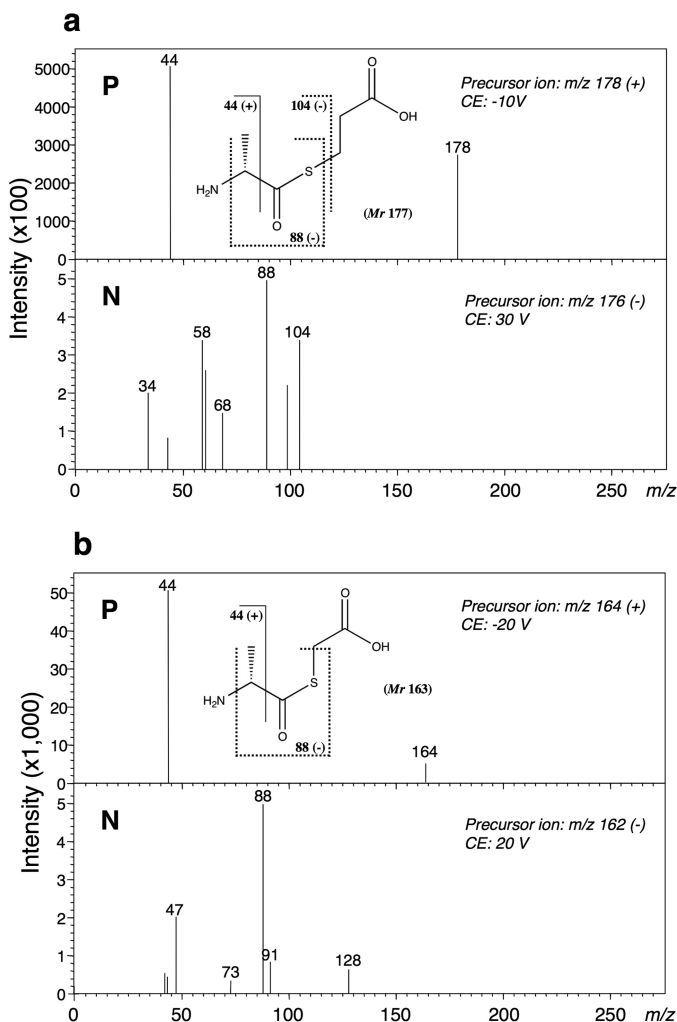 a
Intensity (x100)
5000
4000
3000
2000
1000
0
P
44
178
Precursor ion: m/z 178 (+)
CE: -10V
44 (+)
104 (-)
O
OH
S
H₂N
O
88 (-)
(Mr 177)
5
4
3
2
1
0
N
34
58
68
88
104
Precursor ion: m/z 176 (-)
CE: 30 V
0 50 100 150 200 250 m/z
b
Intensity (x1,000)
50
40
30
20
10
0
P
44
164
Precursor ion: m/z 164 (+)
CE: -20 V
44 (+)
O
OH
S
H₂N
O
88 (-)
(Mr 163)
5
4
3
2
1
0
N
47
73
88
91
128
Precursor ion: m/z 162 (-)
CE: 20 V
0 50 100 150 200 250 m/z